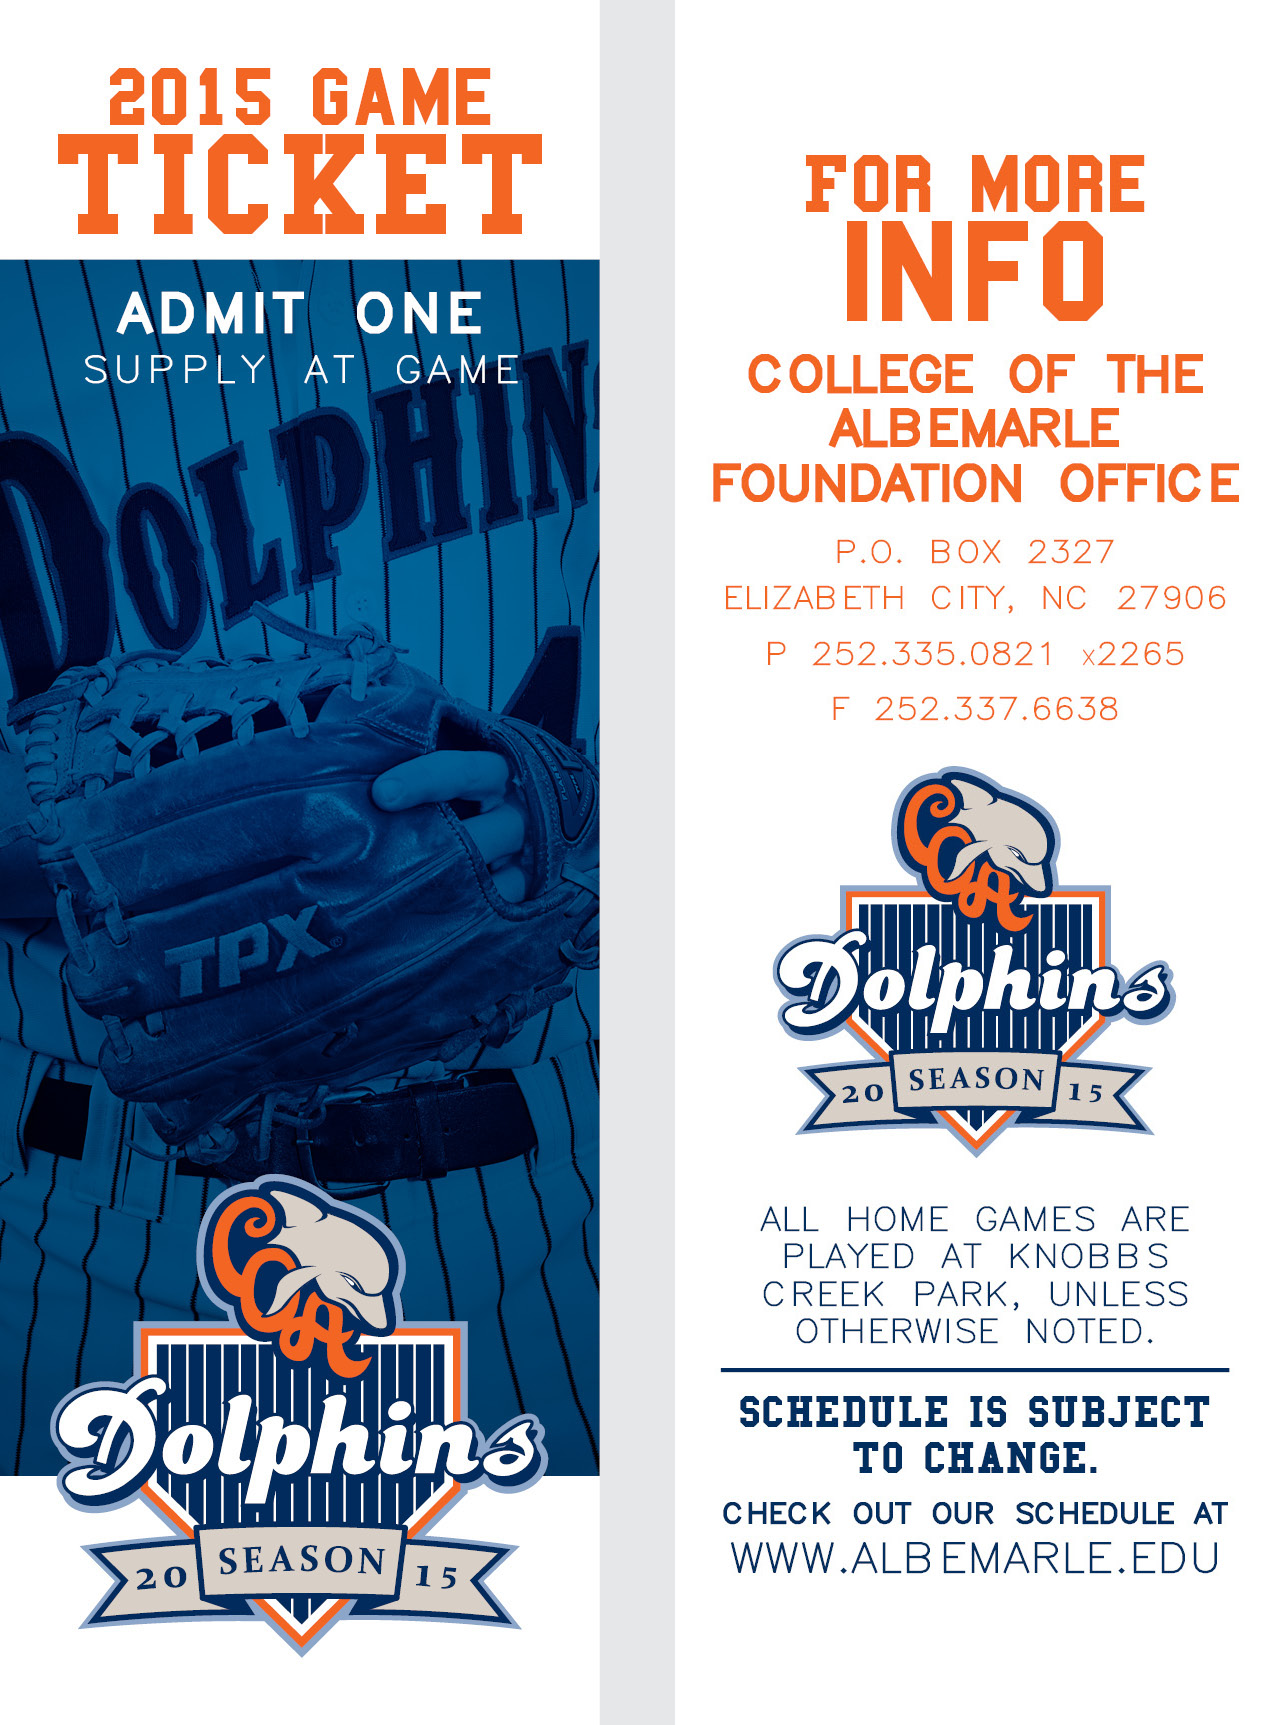 2015 GAME
TICKET
ADMIT ONE
SUPPLY AT GAME
DOLPHINS
TPX
COA
Dolphins
20 SEASON 15
FOR MORE
INFO
COLLEGE OF THE
ALBEMARLE
FOUNDATION OFFICE
P.O. BOX 2327
ELIZABETH CITY, NC 27906
P 252.335.0821 x2265
F 252.337.6638
COA
Dolphins
20 SEASON 15
ALL HOME GAMES ARE
PLAYED AT KNOBBS
CREEK PARK, UNLESS
OTHERWISE NOTED.
SCHEDULE IS SUBJECT
TO CHANGE.
CHECK OUT OUR SCHEDULE AT
WWW.ALBEMARLE.EDU